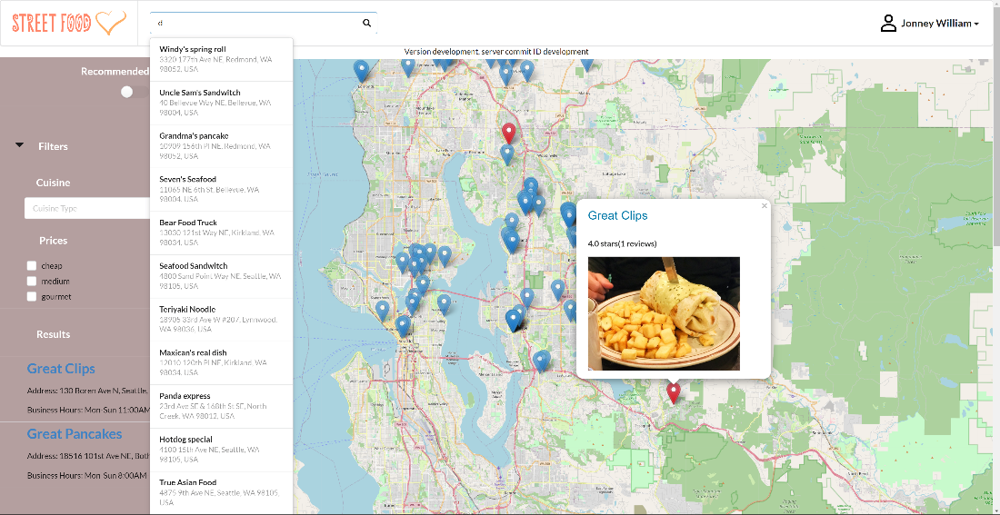 STREET FOOD
d
Jonney William
Version development, server commit ID development
Windy's spring roll
3320 177th Ave NE, Redmond, WA
98052, USA
Uncle Sam's Sandwitch
40 Bellevue Way NE, Bellevue, WA
98004, USA
Grandma's pancake
10909 156th Pl NE, Redmond, WA
98052, USA
Seven's Seafood
11065 NE 6th St, Bellevue, WA
98004, USA
Bear Food Truck
13030 121st Way NE, Kirkland, WA
98034, USA
Seafood Sandwitch
4800 Sand Point Way NE, Seattle, WA
98105, USA
Teriyaki Noodle
18905 33rd Ave W #207, Lynnwood,
WA 98036, USA
Maxican's real dish
12010 120th Pl NE, Kirkland, WA
98034, USA
Panda express
23rd Ave SE & 168th St SE, North
Creek, WA 98012, USA
Hotdog special
4100 15th Ave NE, Seattle, WA
98105, USA
True Asian Food
4875 9th Ave NE, Seattle, WA 98105,
USA
Recommended
Filters
Cuisine
Cuisine Type
Prices
cheap
medium
gourmet
Results
Great Clips
Address: 130 Boren Ave N, Seattle,
Business Hours: Mon-Sun 11:00AM
Great Pancakes
Address: 18516 101st Ave NE, Both
Business Hours: Mon-Sun 8:00AM
Great Clips
×
4.0 stars(1 reviews)